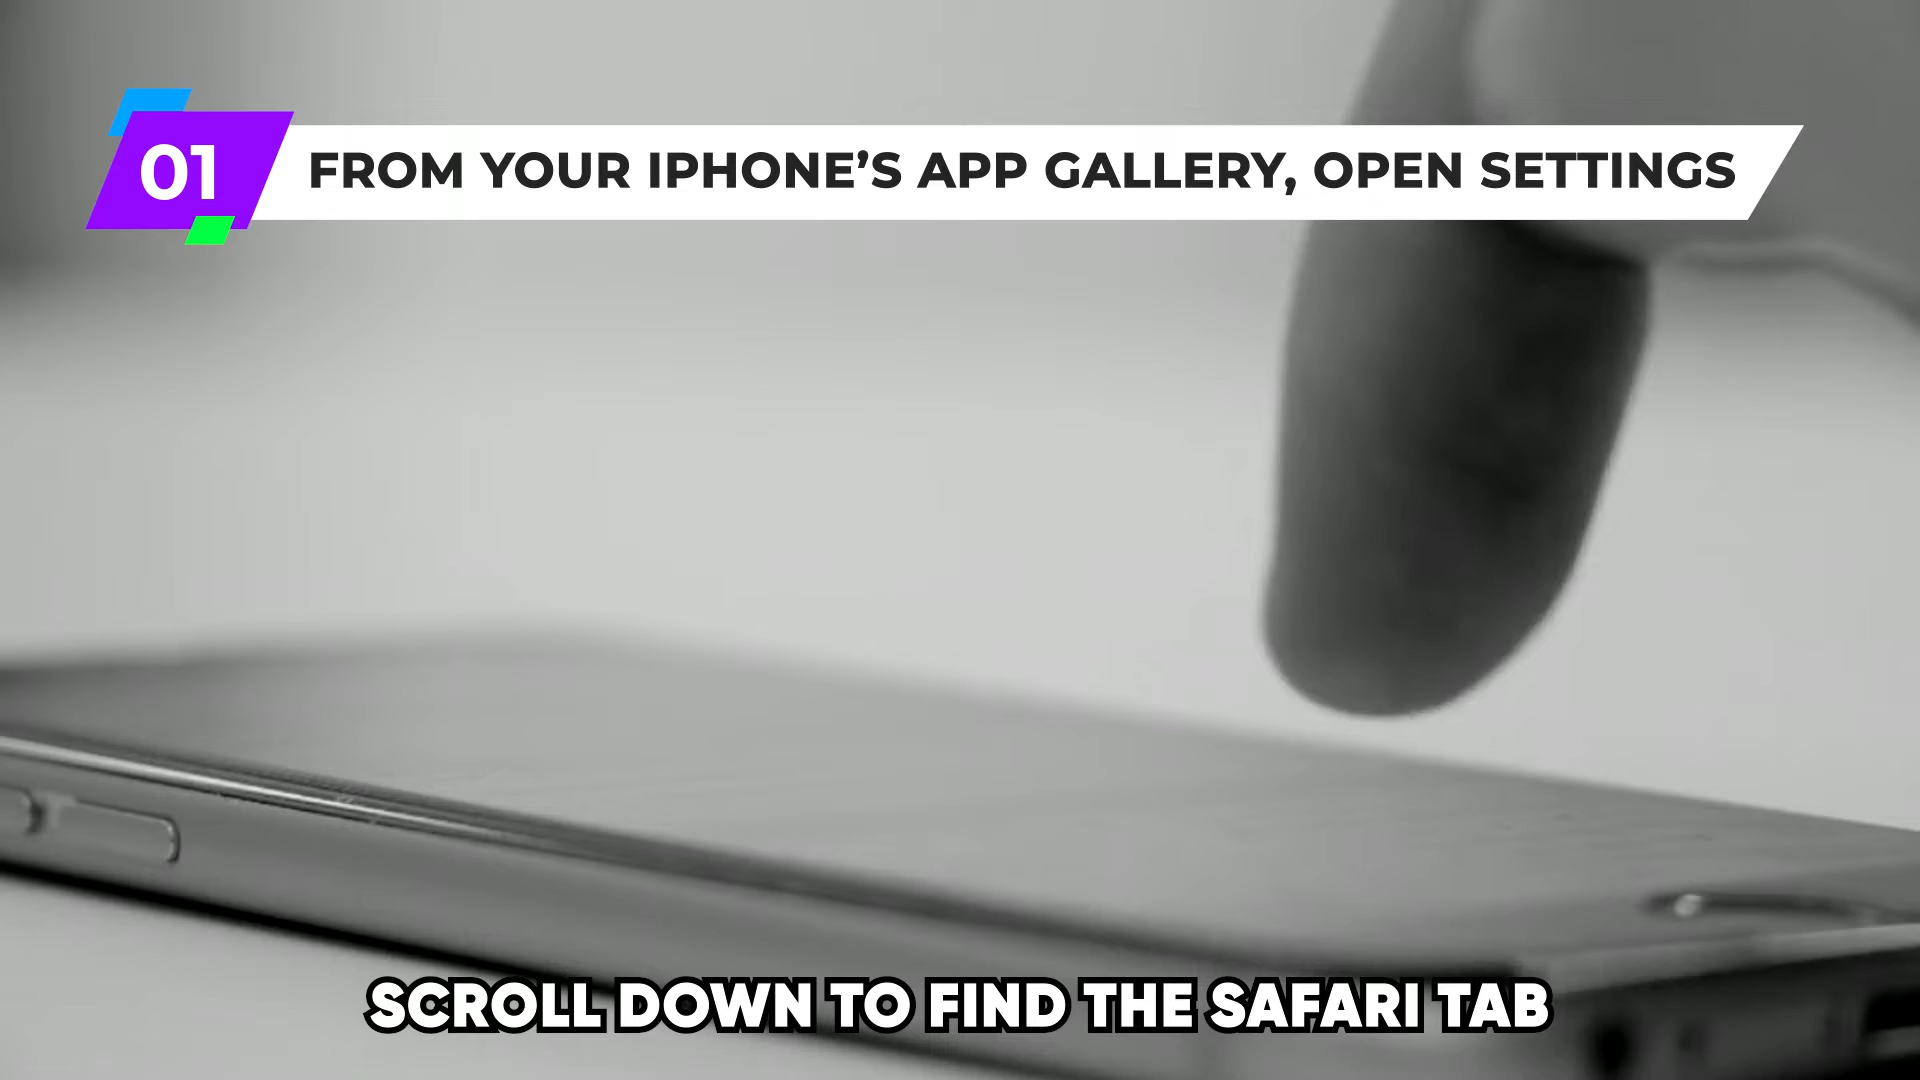 01
FROM YOUR IPHONE’S APP GALLERY, OPEN SETTINGS
SCROLL DOWN TO FIND THE SAFARI TAB